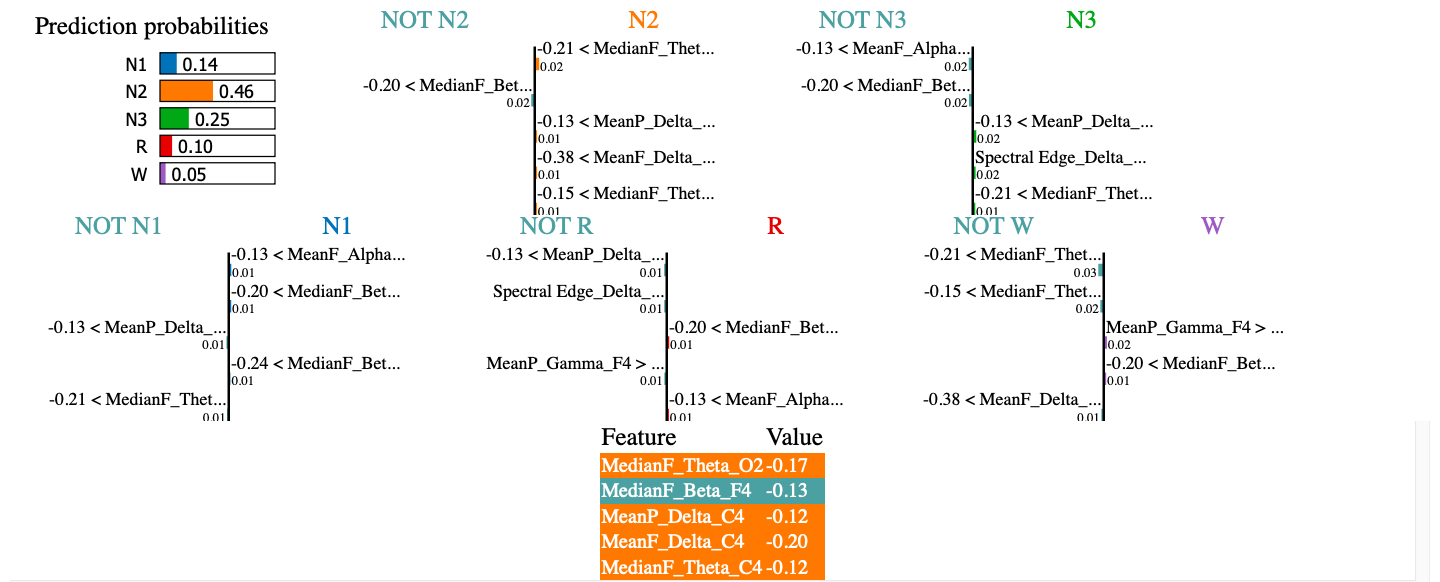 Prediction probabilities
N1 0.14
N2 0.46
N3 0.25
R 0.10
W 0.05
NOT N2 N2
-0.21 < MedianF_Thet...
0.02
-0.20 < MedianF_Bet...
0.02
-0.13 < MeanP_Delta_...
0.01
-0.38 < MeanF_Delta_...
0.01
-0.15 < MedianF_Thet...
0.01
NOT N3 N3
-0.13 < MeanF_Alpha...
0.02
-0.20 < MedianF_Bet...
0.02
-0.13 < MeanP_Delta_...
0.02
Spectral Edge_Delta_...
0.02
-0.21 < MedianF_Thet...
0.01
NOT N1 N1
-0.13 < MeanF_Alpha...
0.01
-0.20 < MedianF_Bet...
0.01
-0.13 < MeanP_Delta_...
0.01
-0.24 < MedianF_Bet...
0.01
-0.21 < MedianF_Thet...
0.01
NOT R R
-0.13 < MeanP_Delta_...
0.01
Spectral Edge_Delta_...
0.01
-0.20 < MedianF_Bet...
0.01
MeanP_Gamma_F4 > ...
0.01
-0.13 < MeanF_Alpha...
0.01
NOT W W
-0.21 < MedianF_Thet...
0.03
-0.15 < MedianF_Thet...
0.02
MeanP_Gamma_F4 > ...
0.02
-0.20 < MedianF_Bet...
0.01
-0.38 < MeanF_Delta_...
0.01
Feature Value
MedianF_Theta_O2 -0.17
MedianF_Beta_F4 -0.13
MeanP_Delta_C4 -0.12
MeanF_Delta_C4 -0.20
MedianF_Theta_C4 -0.12